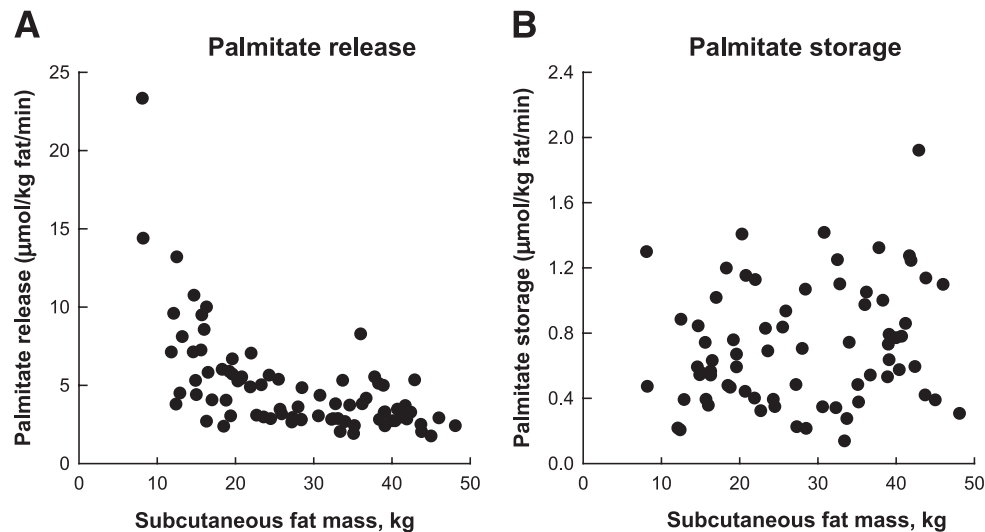 A
Palmitate release
25
20
15
10
5
0
Palmitate release (μmol/kg fat/min)
0 10 20 30 40 50
Subcutaneous fat mass, kg
B
Palmitate storage
2.4
2.0
1.6
1.2
0.8
0.4
0.0
Palmitate storage (μmol/kg fat/min)
0 10 20 30 40 50
Subcutaneous fat mass, kg